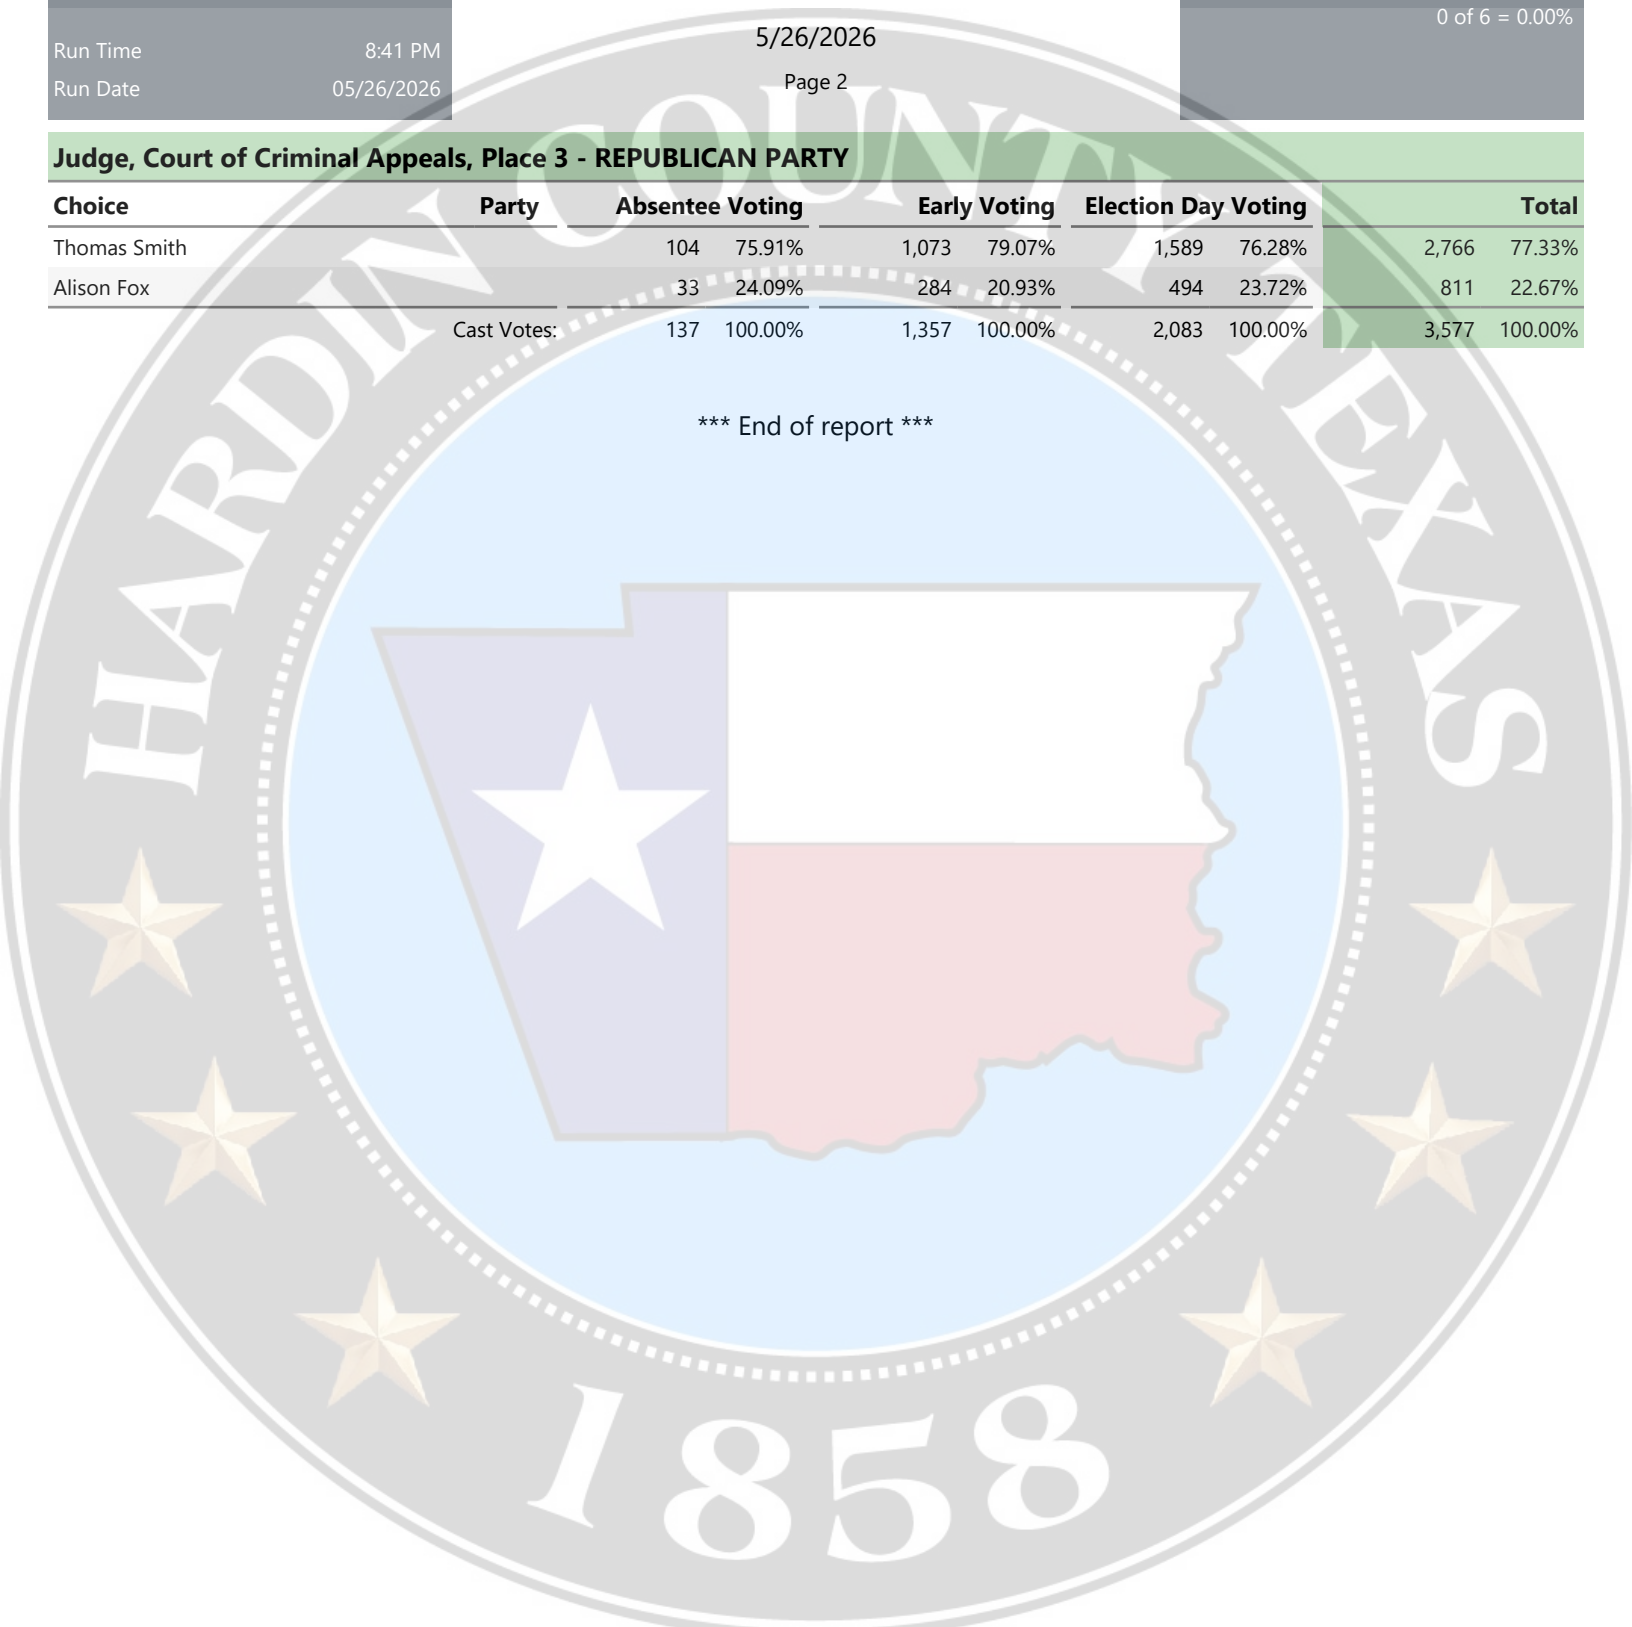 0 of 6 = 0.00%
Run Time 8:41 PM
5/26/2026
Run Date 05/26/2026
Page 2
Judge, Court of Criminal Appeals, Place 3 - REPUBLICAN PARTY
Choice Party Absentee Voting Early Voting Election Day Voting Total
Thomas Smith 104 75.91% 1,073 79.07% 1,589 76.28% 2,766 77.33%
Alison Fox 33 24.09% 284 20.93% 494 23.72% 811 22.67%
Cast Votes: 137 100.00% 1,357 100.00% 2,083 100.00% 3,577 100.00%
*** End of report ***
HARDIN COUNTY TEXAS
1858